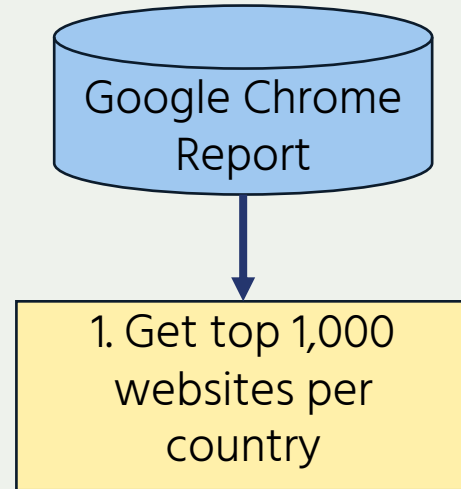 Google Chrome
Report
1. Get top 1,000
websites per
country